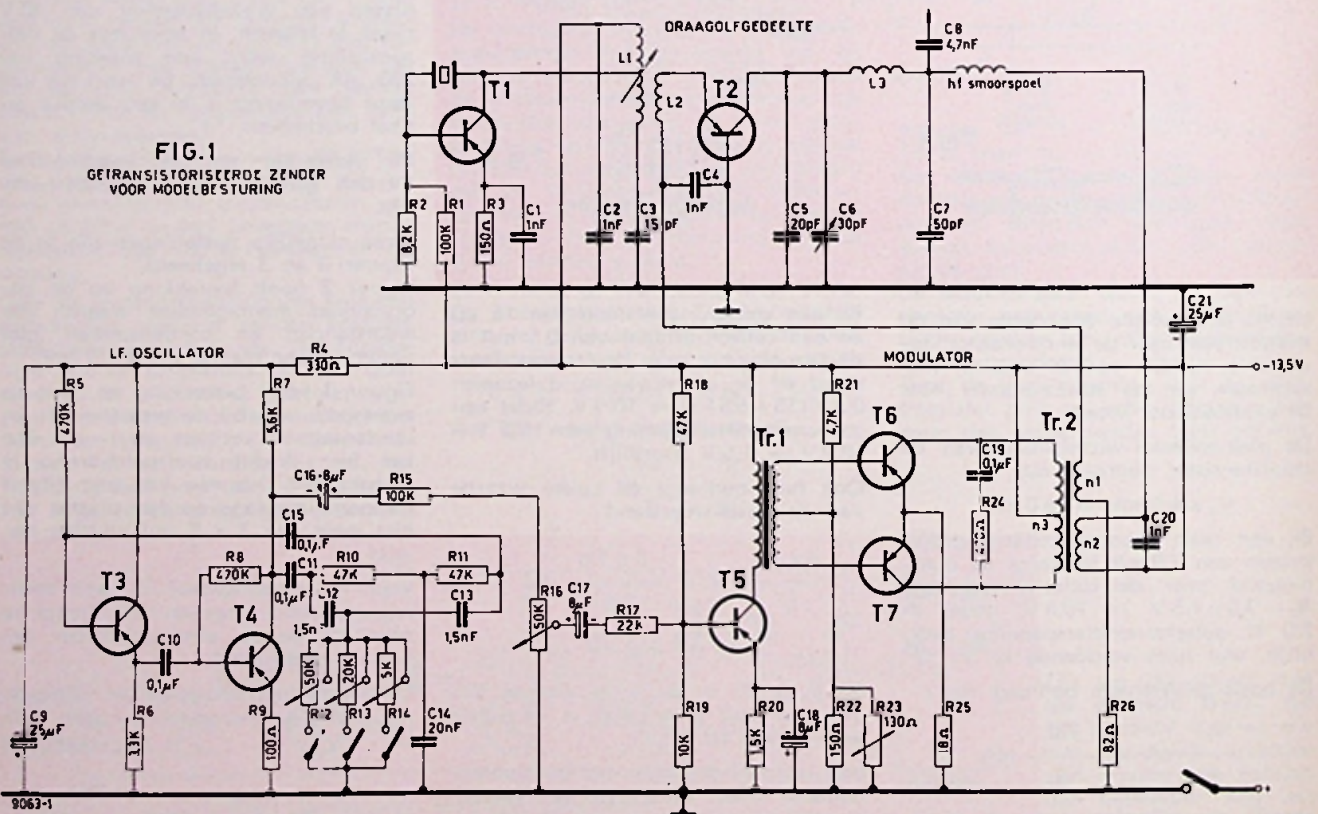 DRAAGOLFGEDEELTE
C8
4,7nF
L1
L3
hf smoorspoel
T1
L2
T2
FIG.1
GETRANSISTORISEERDE ZENDER
VOOR MODELBESTURING
R2
8,2K
R1
100K
R3
150Ω
C1
1nF
C2
1nF
C3
15pF
C4
1nF
C5
20pF
C6
30pF
C7
50pF
C21
25µF
L.F. OSCILLATOR
R4
330Ω
MODULATOR
-13,5V
R5
470K
R7
5,6K
R18
47K
R21
4,7K
T6
Tr.1
Tr.2
C19
0,1µF
n1
C16-8µF
R15
100K
C15
0,1µF
R8
470K
C11
0,1µF
R10
47K
R11
47K
R24
470Ω
n3
n2
C20
1nF
T3
T4
C12
1,5n
C13
1,5nF
R16
50K
C17
8µF
R17
22K
T5
T7
C10
0,1µF
C9
25µF
R6
3,3K
R9
100Ω
50K
20K
5K
R12
R13
R14
C14
20nF
R19
10K
R20
1,5K
C18
8µF
R22
150Ω
R23
130Ω
R25
18Ω
R26
82Ω
9063-1
+